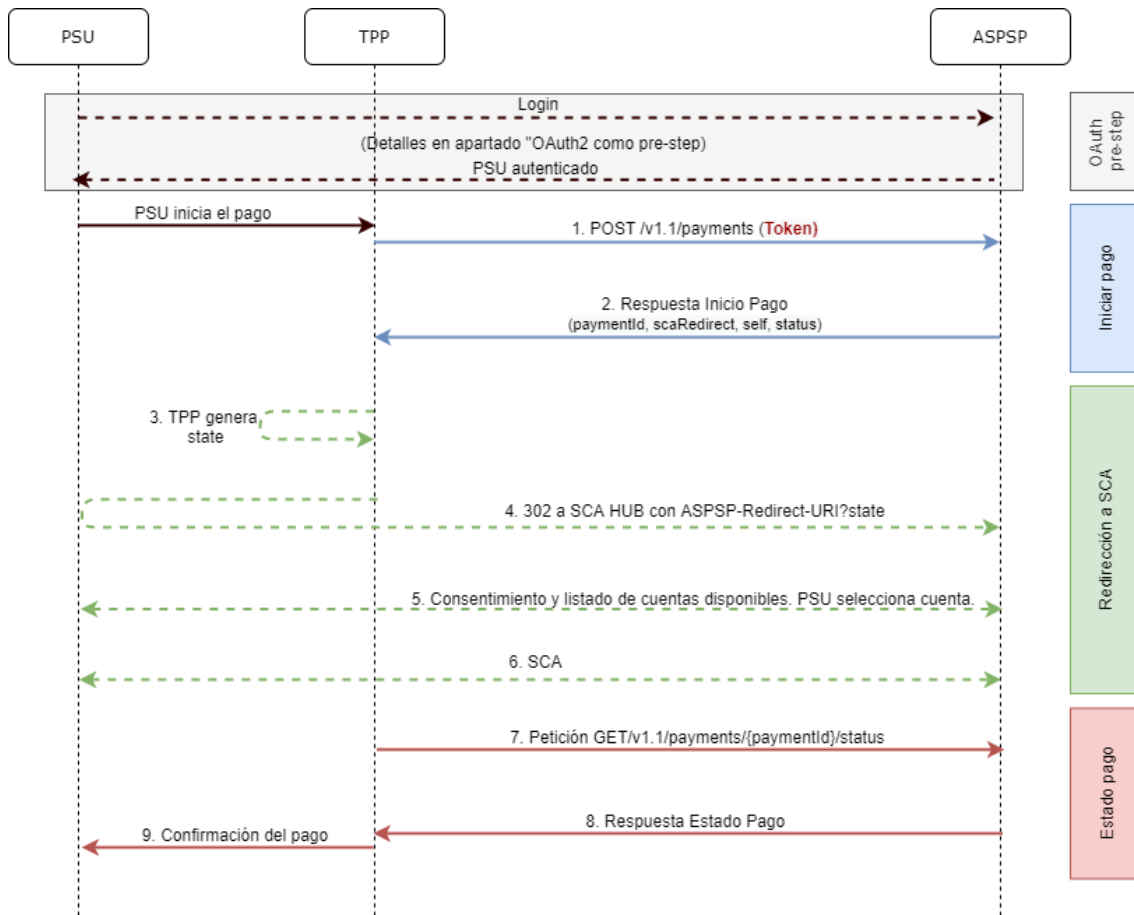 PSU
TPP
ASPSP
Login
(Detalles en apartado "OAuth2 como pre-step)
PSU autenticado
OAuth
pre-step
PSU inicia el pago
1. POST /v1.1/payments (Token)
2. Respuesta Inicio Pago
(paymentId, scaRedirect, self, status)
Iniciar pago
3. TPP genera
state
4. 302 a SCA HUB con ASPSP-Redirect-URI?state
5. Consentimiento y listado de cuentas disponibles. PSU selecciona cuenta.
6. SCA
Redirección a SCA
7. Petición GET/v1.1/payments/{paymentId}/status
8. Respuesta Estado Pago
9. Confirmación del pago
Estado pago